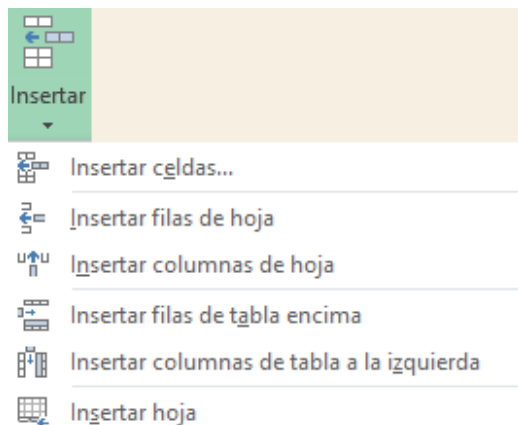 Insertar
Insertar celdas...
Insertar filas de hoja
Insertar columnas de hoja
Insertar filas de tabla encima
Insertar columnas de tabla a la izquierda
Insertar hoja